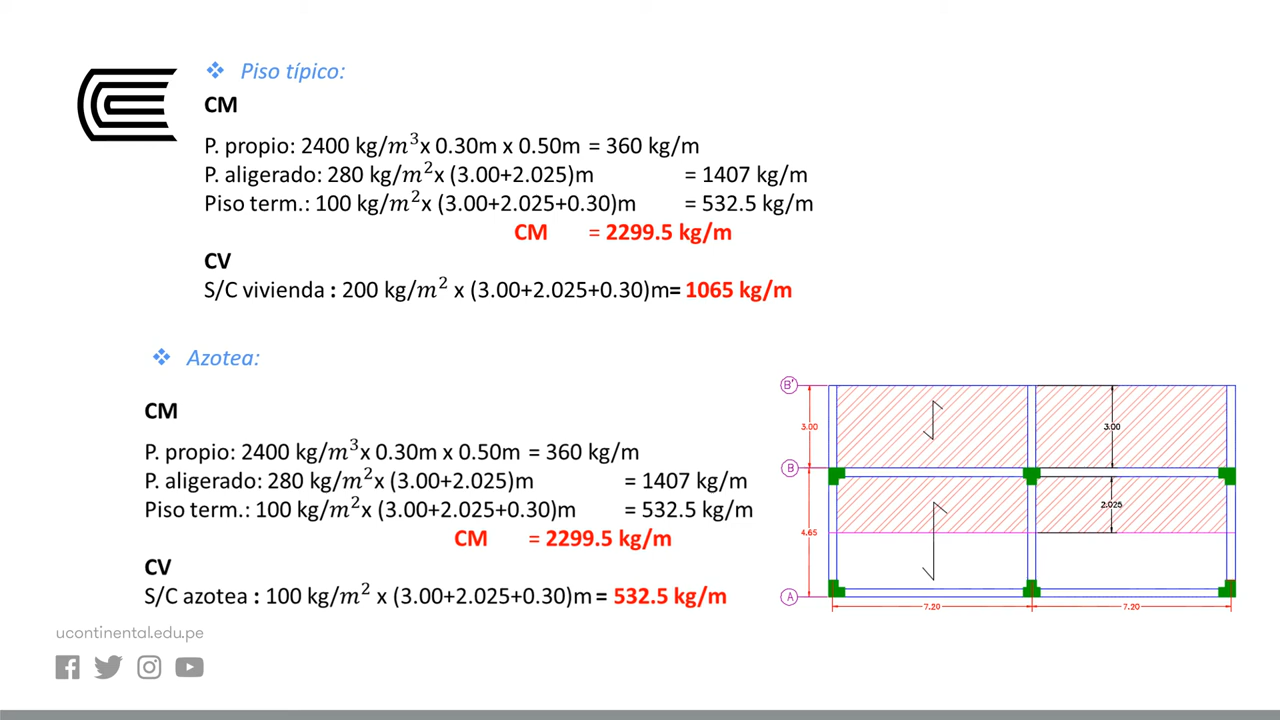 ❖ Piso típico:
CM
P. propio: 2400 kg/m³x 0.30m x 0.50m = 360 kg/m
P. aligerado: 280 kg/m²x (3.00+2.025)m = 1407 kg/m
Piso term.: 100 kg/m²x (3.00+2.025+0.30)m = 532.5 kg/m
CM = 2299.5 kg/m
CV
S/C vivienda : 200 kg/m² x (3.00+2.025+0.30)m= 1065 kg/m
❖ Azotea:
CM
P. propio: 2400 kg/m³x 0.30m x 0.50m = 360 kg/m
P. aligerado: 280 kg/m²x (3.00+2.025)m = 1407 kg/m
Piso term.: 100 kg/m²x (3.00+2.025+0.30)m = 532.5 kg/m
CM = 2299.5 kg/m
CV
S/C azotea : 100 kg/m² x (3.00+2.025+0.30)m = 532.5 kg/m
B'
3.00
3.00
B
2.025
4.65
A
7.20
7.20
ucontinental.edu.pe